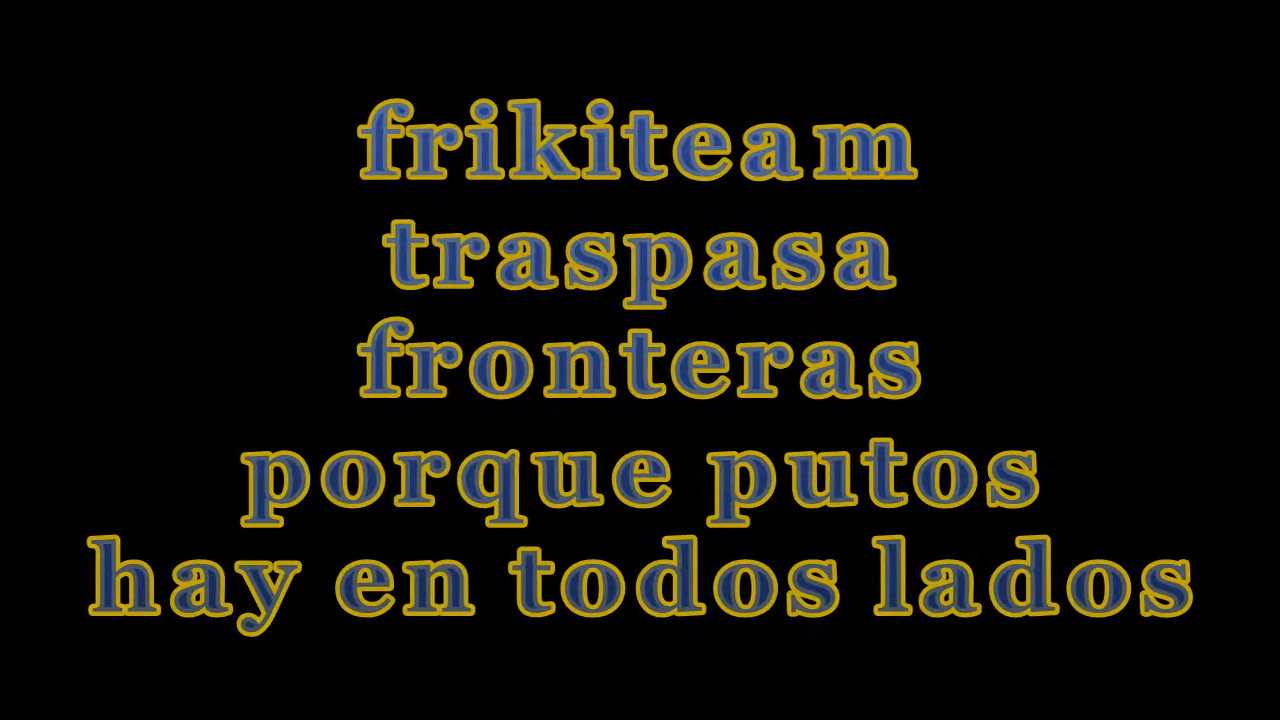 frikiteam
traspasa
fronteras
porque putos
hay en todos lados